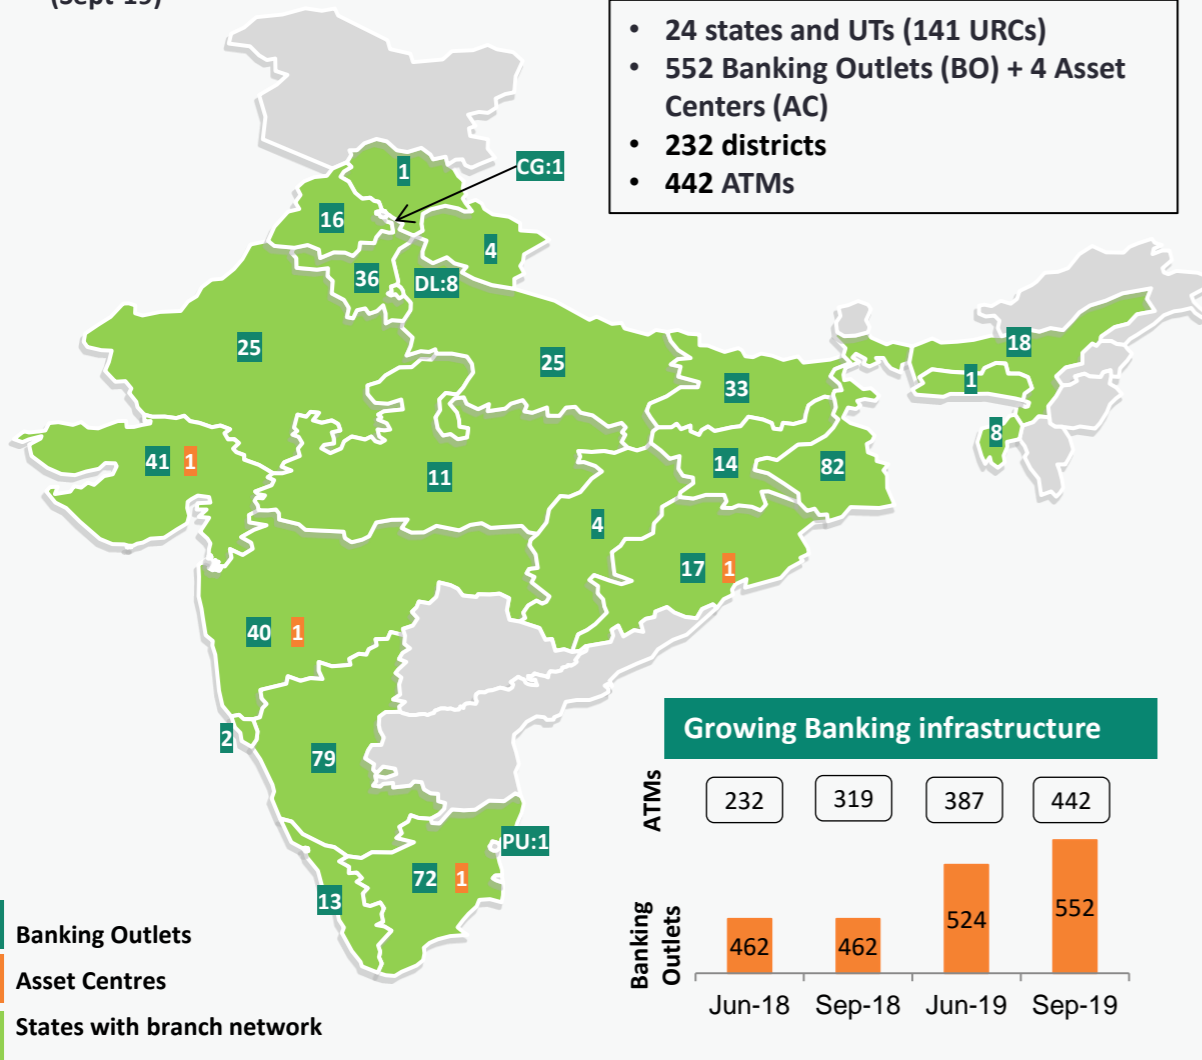 (Sept-19)
• 24 states and UTs (141 URCs)
• 552 Banking Outlets (BO) + 4 Asset
Centers (AC)
• 232 districts
• 442 ATMs
1
CG:1
16
4
36
DL:8
25
25
33
18
1
8
41 1
11
14
82
4
17 1
40 1
2
79
PU:1
72 1
13
Banking Outlets
Asset Centres
States with branch network
Growing Banking infrastructure
ATMs
232 319 387 442
Banking
Outlets
462 462 524 552
Jun-18 Sep-18 Jun-19 Sep-19